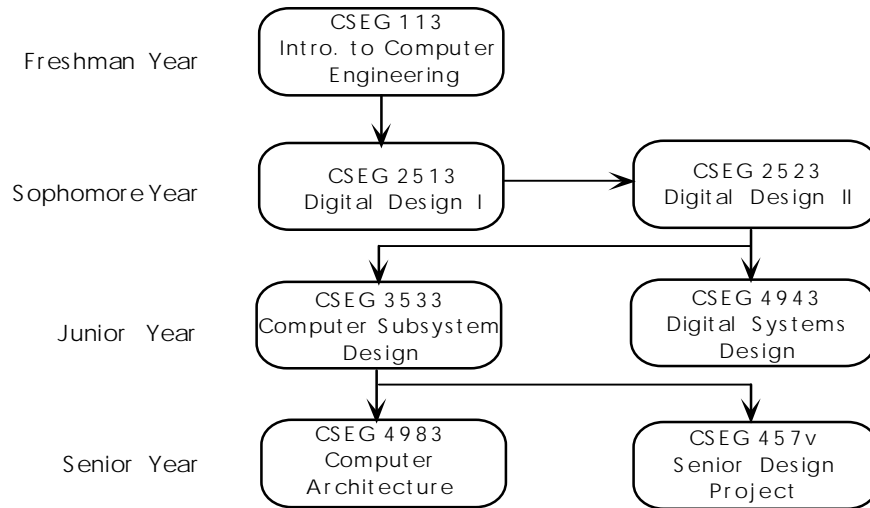 CSEG 113
Intro. to Computer
Engineering
Freshman Year
CSEG 2513
Digital Design I
CSEG 2523
Digital Design II
Sophomore Year
CSEG 3533
Computer Subsystem
Design
CSEG 4943
Digital Systems
Design
Junior Year
CSEG 4983
Computer
Architecture
CSEG 457v
Senior Design
Project
Senior Year